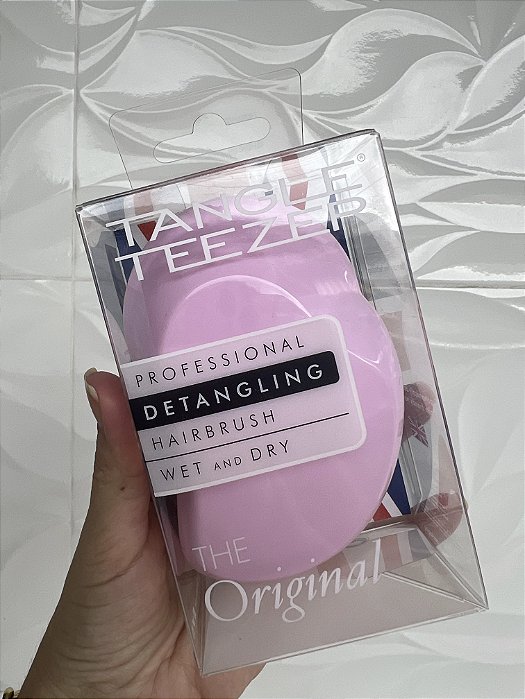 TANGLE
TEEZER®
PROFESSIONAL
DETANGLING
HAIRBRUSH
WET AND DRY
THE
Original